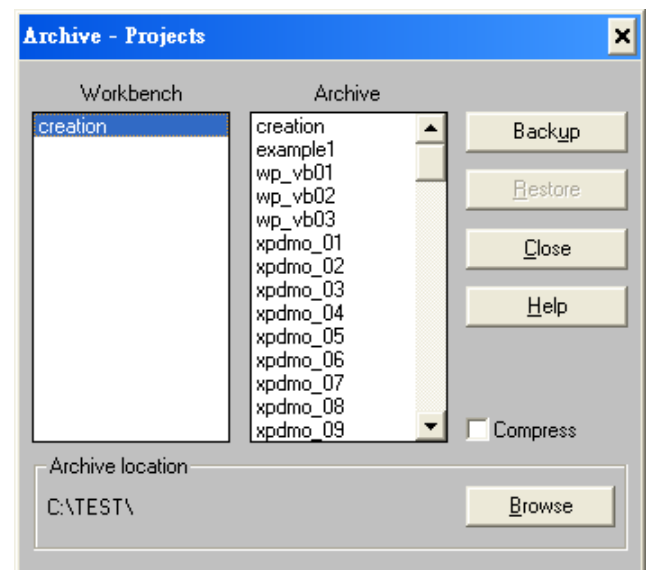 Archive - Projects
Workbench
Archive
creation
creation
example1
wp_vb01
wp_vb02
wp_vb03
xpdmo_01
xpdmo_02
xpdmo_03
xpdmo_04
xpdmo_05
xpdmo_06
xpdmo_07
xpdmo_08
xpdmo_09
Backup
Restore
Close
Help
Compress
Archive location
C:\TEST\
Browse